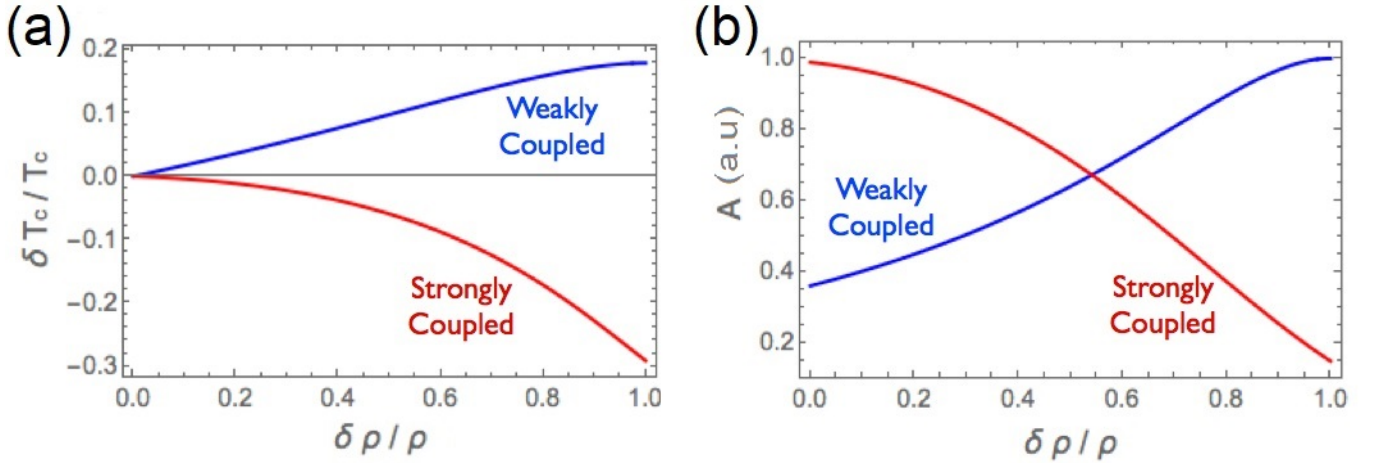 (a)
0.2
0.1
0.0
−0.1
−0.2
−0.3
δ Tc / Tc
Weakly
Coupled
Strongly
Coupled
0.0 0.2 0.4 0.6 0.8 1.0
δ ρ / ρ
(b)
1.0
0.8
0.6
0.4
0.2
A (a.u)
Weakly
Coupled
Strongly
Coupled
0.0 0.2 0.4 0.6 0.8 1.0
δ ρ / ρ